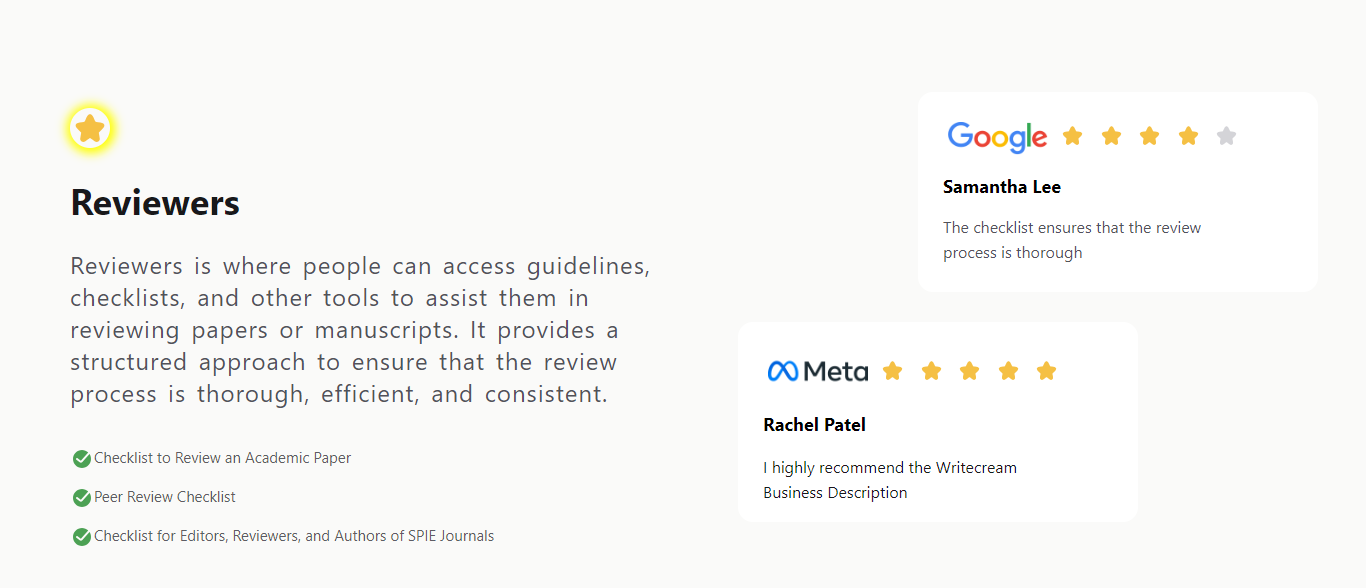 Reviewers
Reviewers is where people can access guidelines,
checklists, and other tools to assist them in
reviewing papers or manuscripts. It provides a
structured approach to ensure that the review
process is thorough, efficient, and consistent.
Checklist to Review an Academic Paper
Peer Review Checklist
Checklist for Editors, Reviewers, and Authors of SPIE Journals
Google
Samantha Lee
The checklist ensures that the review
process is thorough
Meta
Rachel Patel
I highly recommend the Writecream
Business Description